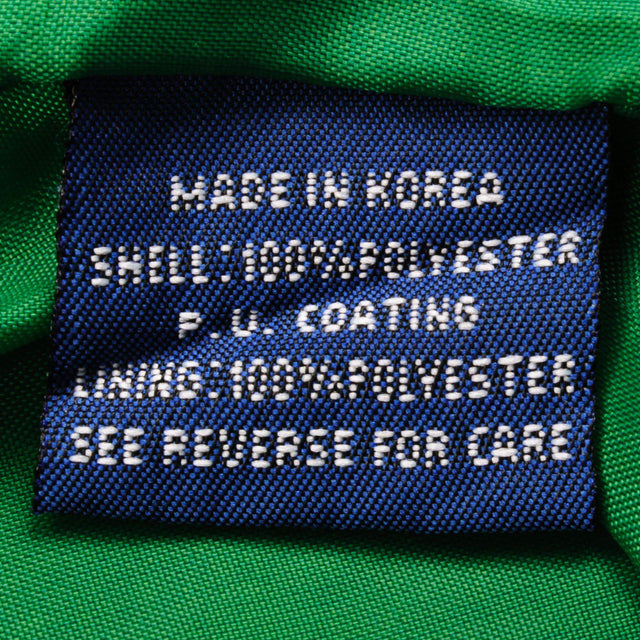 MADE IN KOREA
SHELL:100%POLYESTER
P.U. COATING
LINING:100%POLYESTER
SEE REVERSE FOR CARE